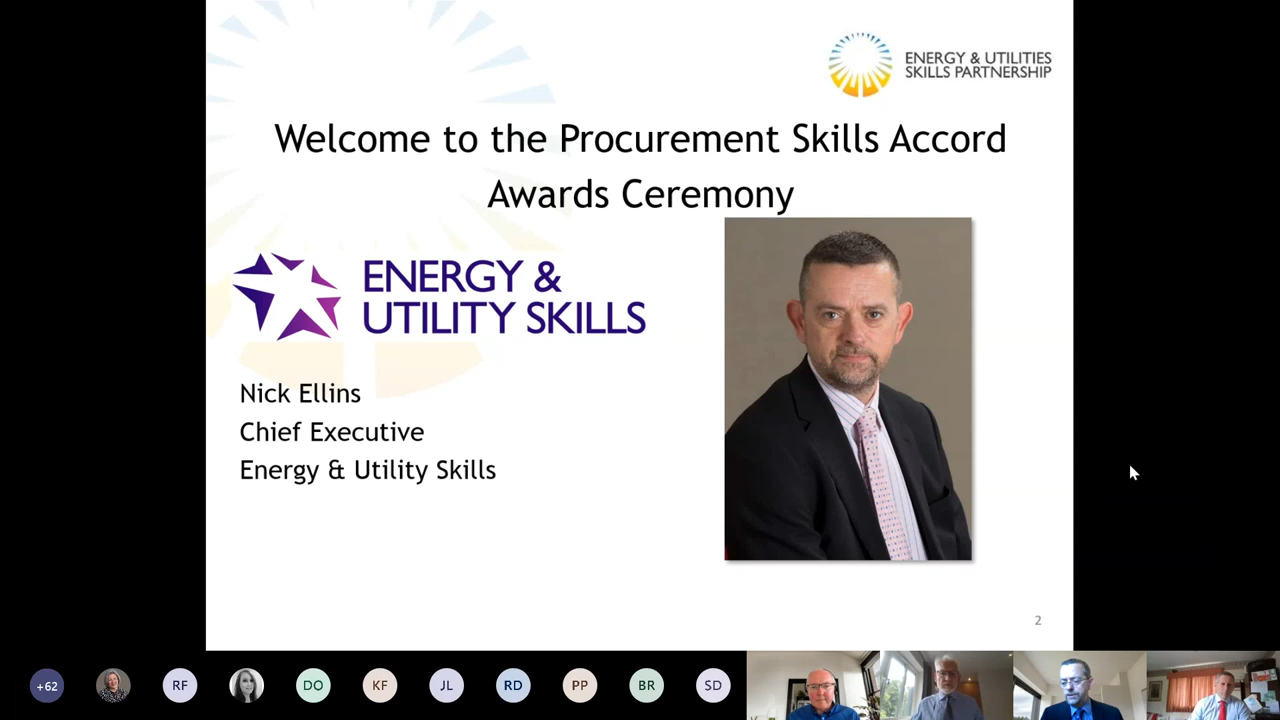 ENERGY & UTILITIES
SKILLS PARTNERSHIP
Welcome to the Procurement Skills Accord
Awards Ceremony
ENERGY &
UTILITY SKILLS
Nick Ellins
Chief Executive
Energy & Utility Skills
2
+62
RF
DO
KF
JL
RD
PP
BR
SD